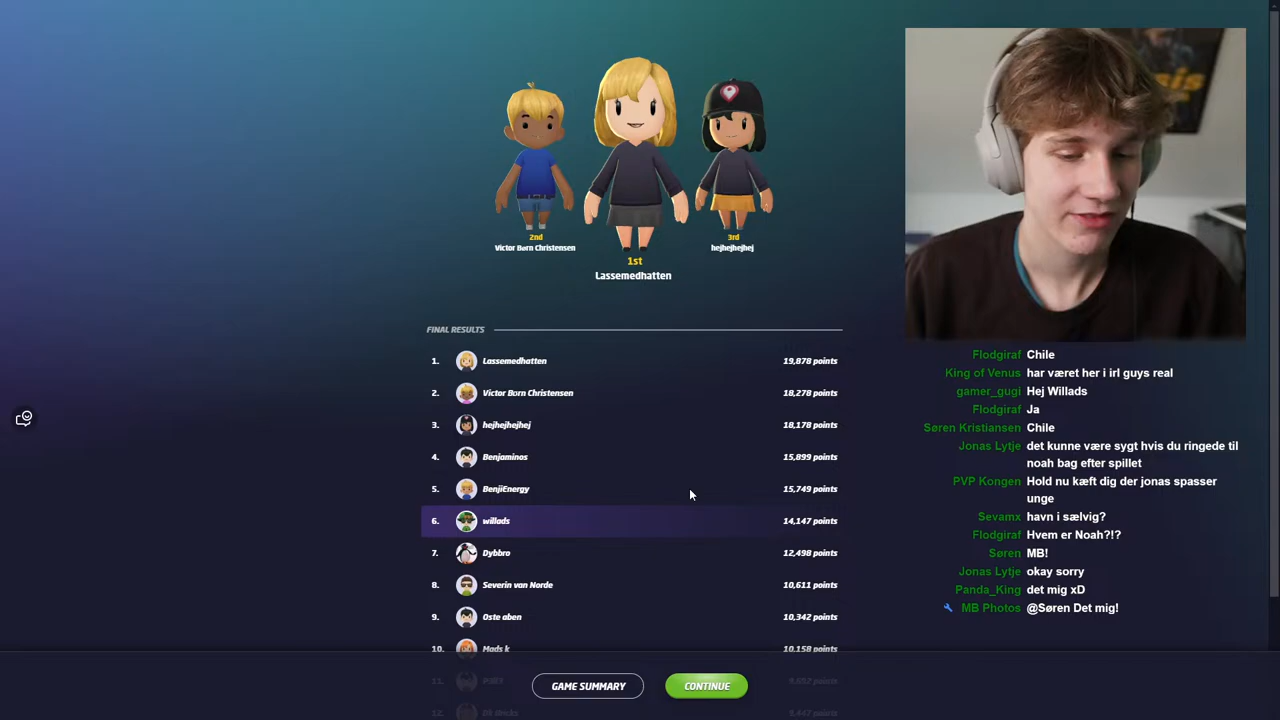 2nd
Victor Børn Christensen
1st
Lassemedhatten
3rd
hejhejhejhej
FINAL RESULTS
1. Lassemedhatten 19,878 points
2. Victor Børn Christensen 18,278 points
3. hejhejhejhej 18,178 points
4. Benjaminos 15,899 points
5. BenjiEnergy 15,749 points
6. willads 14,147 points
7. Dybbro 12,498 points
8. Severin van Norde 10,611 points
9. Oste aben 10,342 points
10. Mads k 10,158 points
11.
12.
GAME SUMMARY
CONTINUE
Flodgiraf Chile
King of Venus har været her i irl guys real
gamer_gugi Hej Willads
Flodgiraf Ja
Søren Kristiansen Chile
Jonas Lytje det kunne være sygt hvis du ringede til
noah bag efter spillet
PVP Kongen Hold nu kæft dig der jonas spasser
unge
Sevamx havn i sælvig?
Flodgiraf Hvem er Noah?!?
Søren MB!
Jonas Lytje okay sorry
Panda_King det mig xD
MB Photos @Søren Det mig!